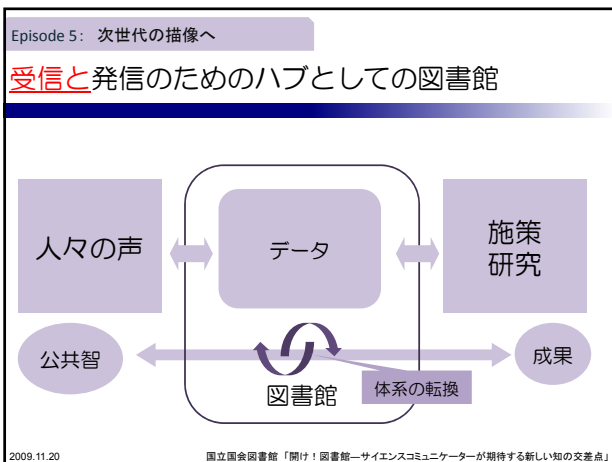 Episode 5： 次世代の描像へ
受信と発信のためのハブとしての図書館
人々の声
データ
施策
研究
公共智
成果
図書館
体系の転換
2009.11.20
国立国会図書館「開け！図書館―サイエンスコミュニケーターが期待する新しい知の交差点」